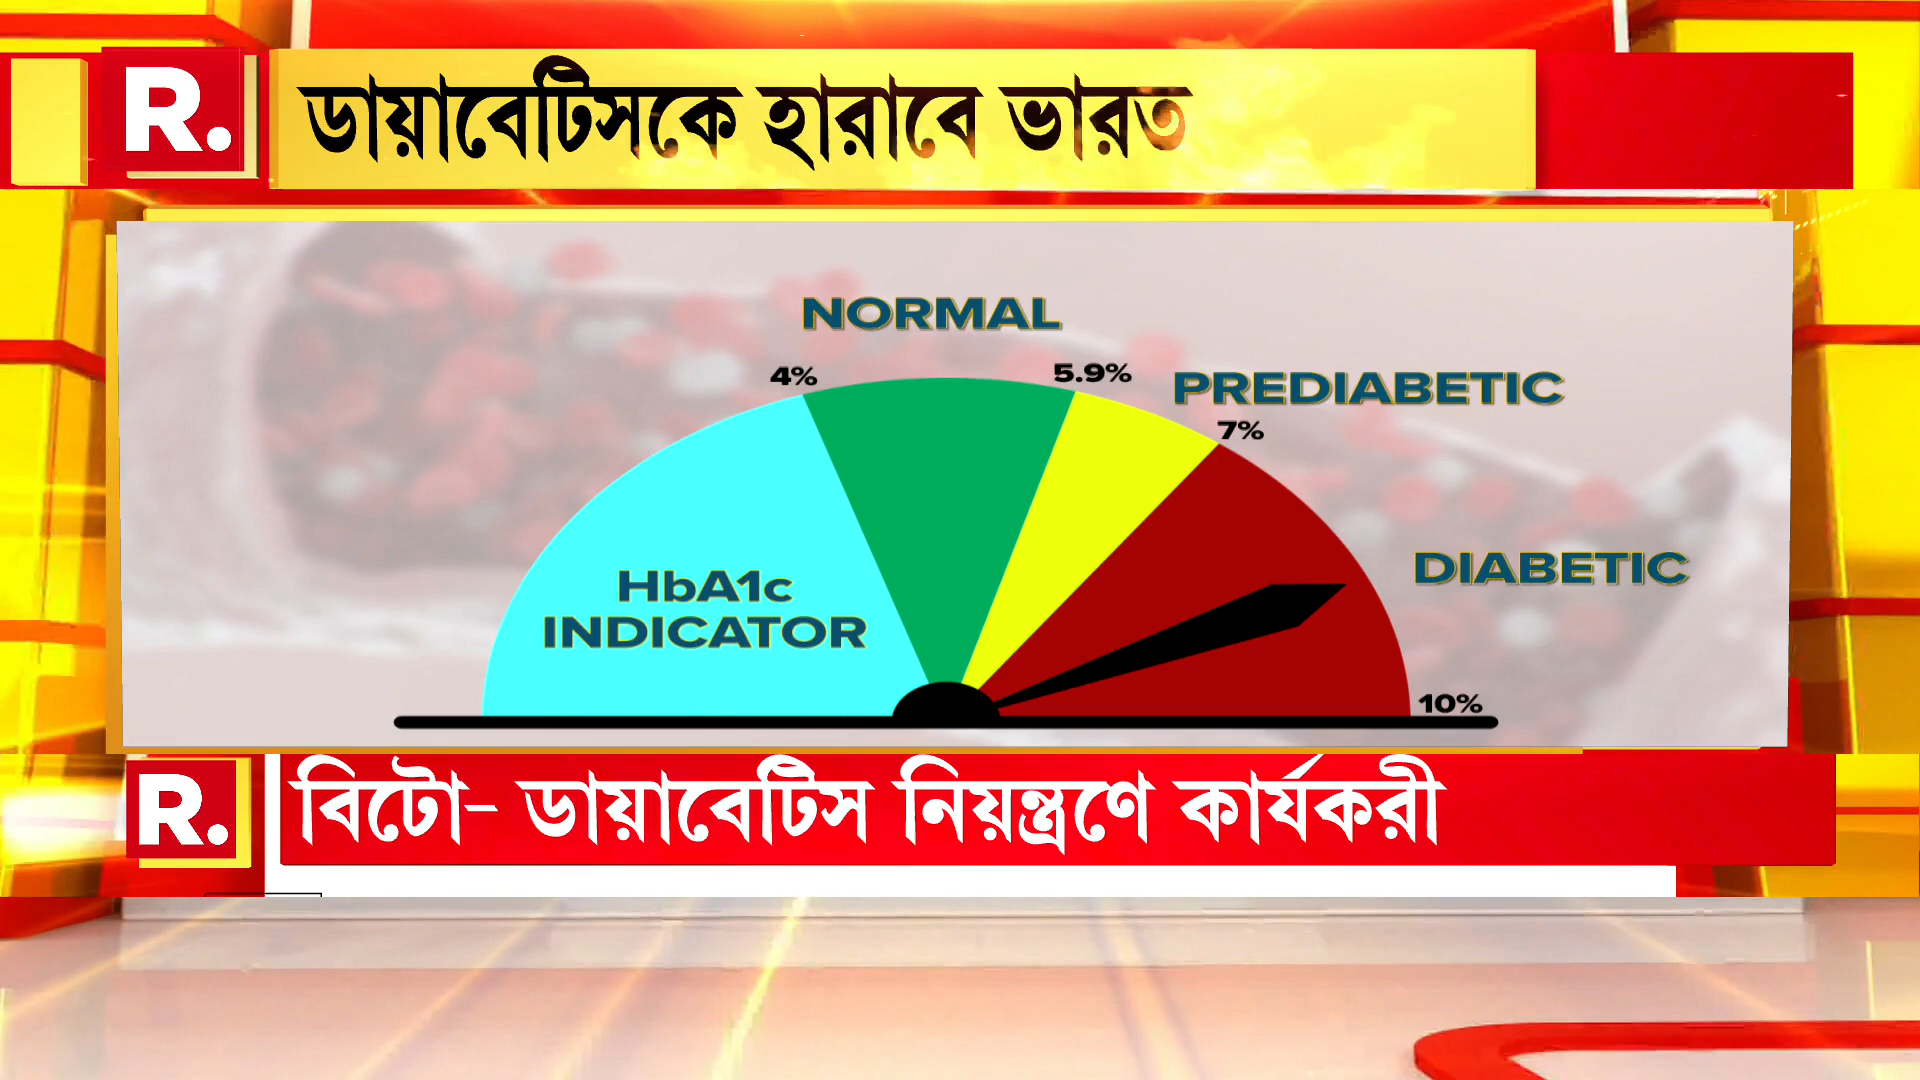 R.
ডায়াবেটিসকে হারাবে ভারত
NORMAL
4%
5.9%
PREDIABETIC
7%
HbA1c
INDICATOR
DIABETIC
10%
R.
বিটো- ডায়াবেটিস নিয়ন্ত্রণে কার্যকরী